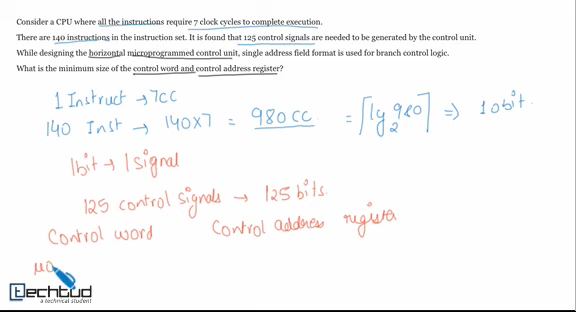 Consider a CPU where all the instructions require 7 clock cycles to complete execution.
There are 140 instructions in the instruction set. It is found that 125 control signals are needed to be generated by the control unit.
While designing the horizontal microprogrammed control unit, single address field format is used for branch control logic.
What is the minimum size of the control word and control address register?
1 Instruct → 7CC
140 Inst → 140x7 = 980 CC = ⌈lg₂ 980⌉ => 10 bit.
1 bit → 1 signal
125 control signals → 125 bits.
Control word Control address register
techtud
a technical student